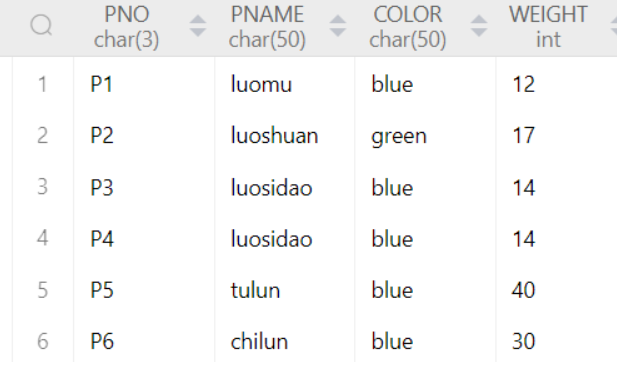 PNO PNAME COLOR WEIGHT
char(3) char(50) char(50) int
1 P1 luomu blue 12
2 P2 luoshuan green 17
3 P3 luosidao blue 14
4 P4 luosidao blue 14
5 P5 tulun blue 40
6 P6 chilun blue 30